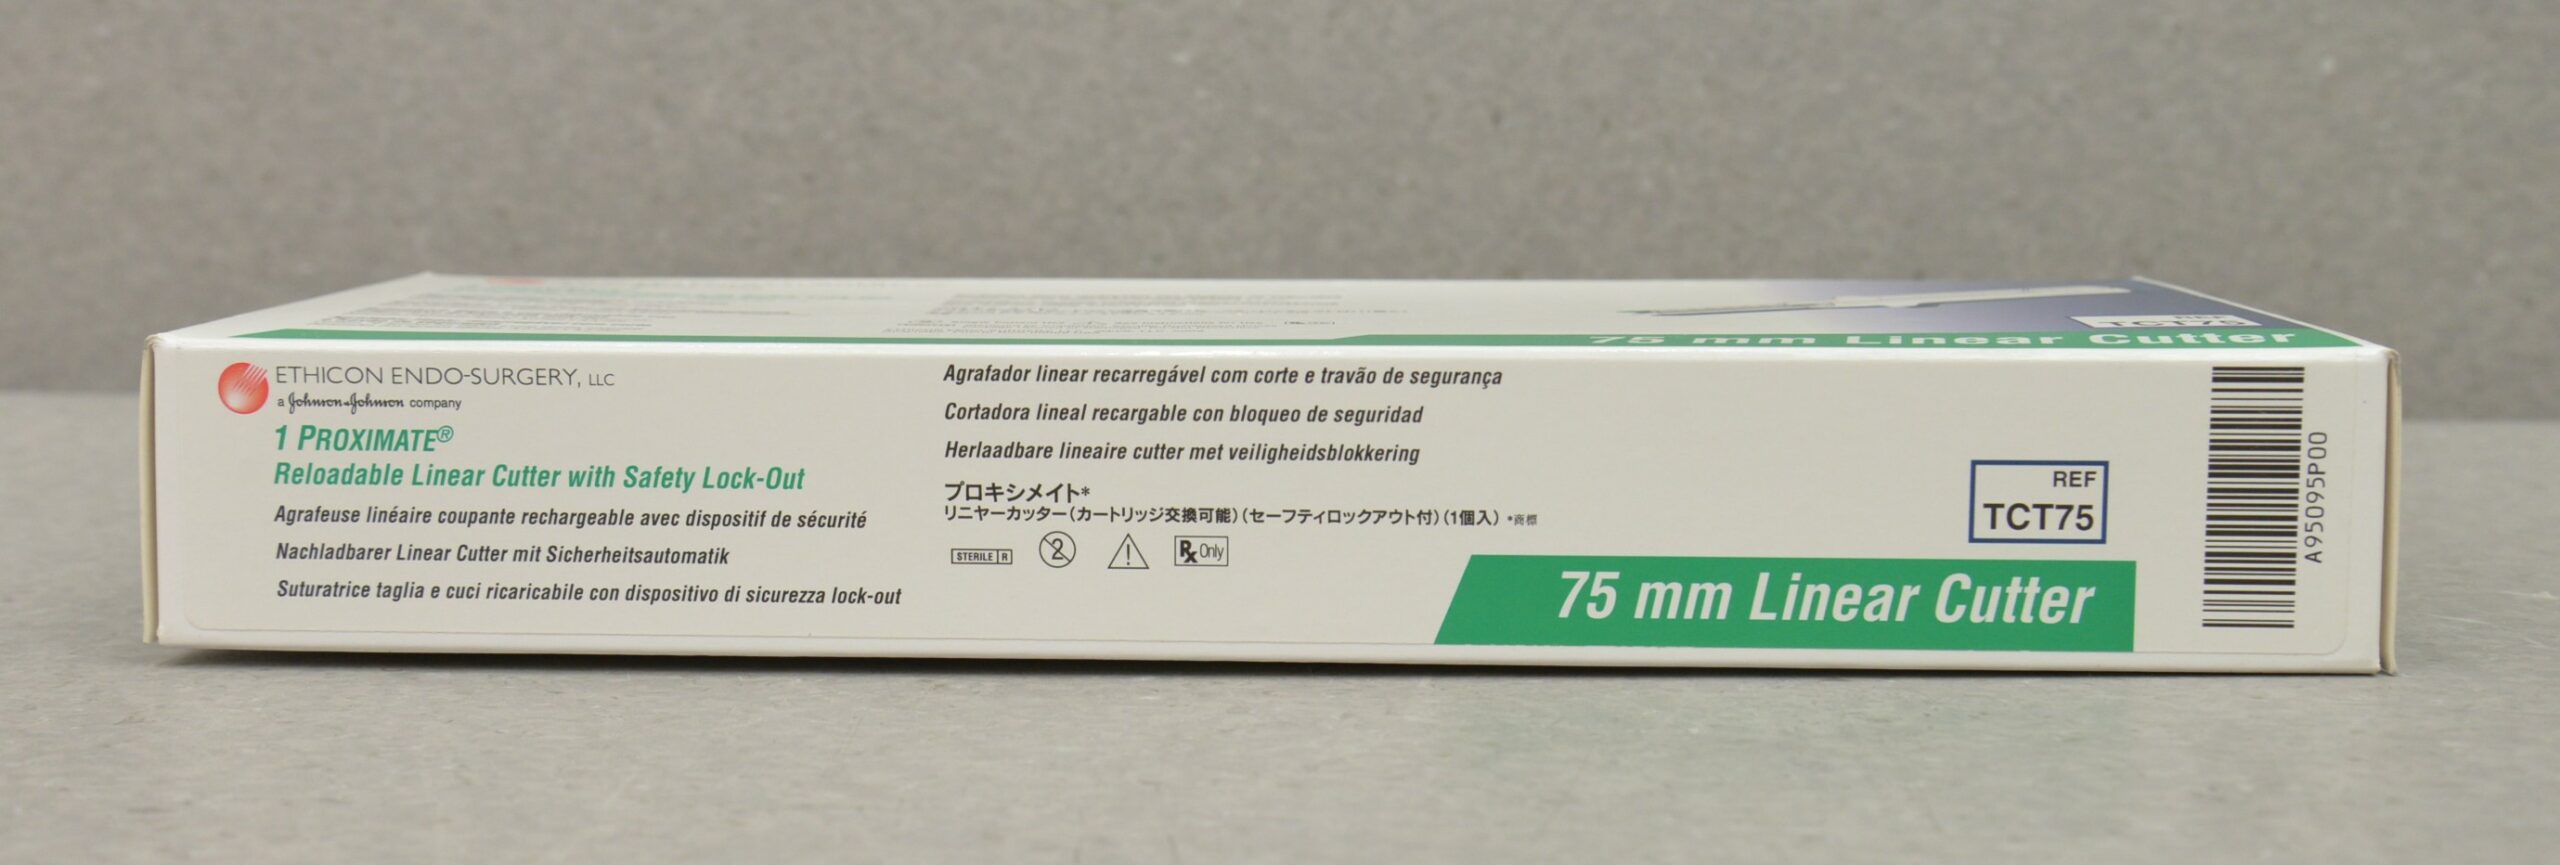 75 mm Linear Cutter
TCT75
ETHICON ENDO-SURGERY, LLC
a Johnson & Johnson company
1 PROXIMATE®
Reloadable Linear Cutter with Safety Lock-Out
Agrafeuse linéaire coupante rechargeable avec dispositif de sécurité
Nachladbarer Linear Cutter mit Sicherheitsautomatik
Suturatrice taglia e cuci ricaricabile con dispositivo di sicurezza lock-out
Agrafador linear recarregável com corte e travão de segurança
Cortadora lineal recargable con bloqueo de seguridad
Herlaadbare lineaire cutter met veiligheidsblokkering
プロキシメイト*
リニヤーカッター(カートリッジ交換可能)(セーフティロックアウト付)(1個入) *商標
STERILE R
2
!
Rx Only
REF
TCT75
75 mm Linear Cutter
A95095P00